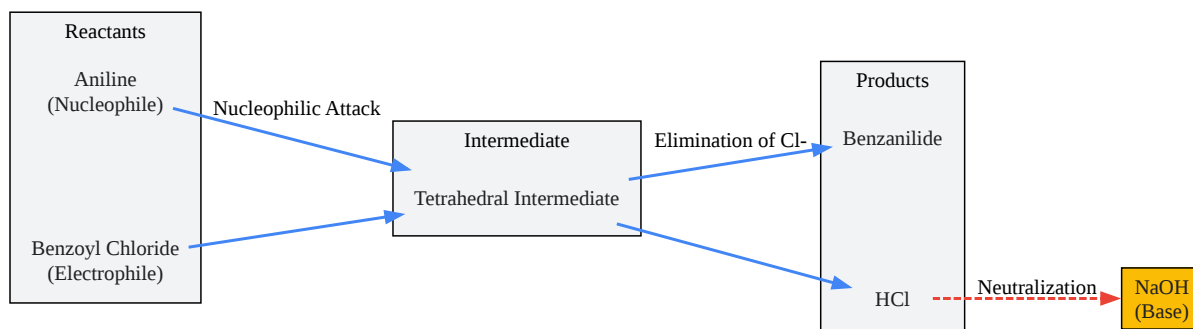 Reactants
Aniline
(Nucleophile)
Nucleophilic Attack
Benzoyl Chloride
(Electrophile)
Intermediate
Tetrahedral Intermediate
Elimination of Cl-
Products
Benzanilide
HCl
Neutralization
NaOH
(Base)